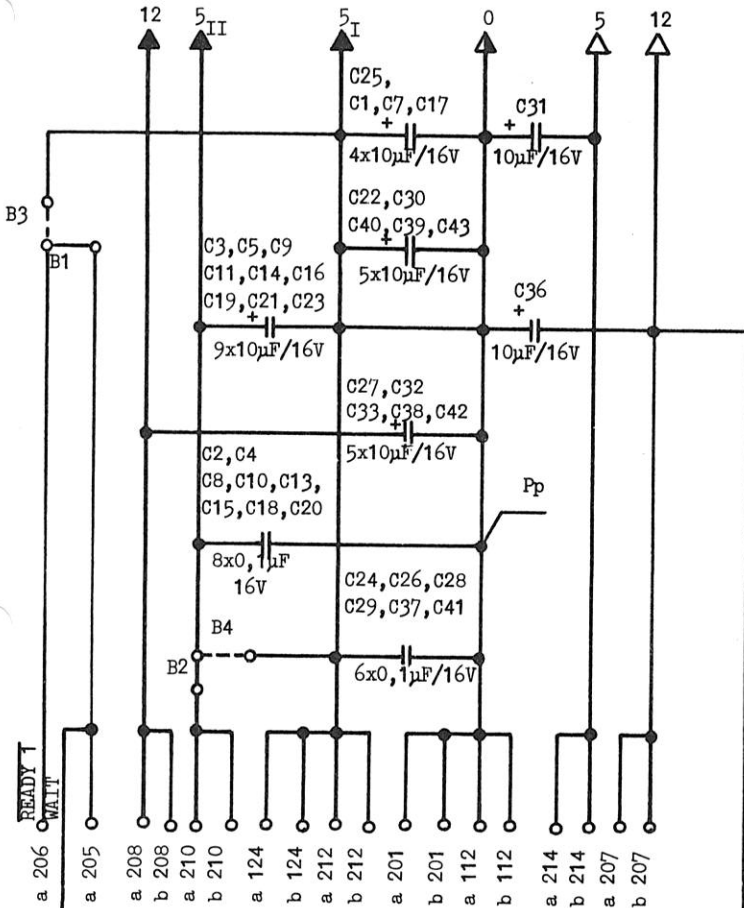 12 5II 5I 0 5 12
C25,
C1,C7,C17
+
4x10µF/16V
C31
+
10µF/16V
B3
B1
C22,C30
C40,C39,C43
+
5x10µF/16V
C3,C5,C9
C11,C14,C16
C19,C21,C23
+
9x10µF/16V
C36
+
10µF/16V
C27,C32
C33,C38,C42
+
5x10µF/16V
C2,C4
C8,C10,C13,
C15,C18,C20
8x0,1µF
16V
Pp
C24,C26,C28
C29,C37,C41
6x0,1µF/16V
B4
B2
READY 1
WAIT
a 206
a 205
a 208
b 208
a 210
b 210
a 124
b 124
a 212
b 212
a 201
b 201
a 112
b 112
a 214
b 214
a 207
b 207